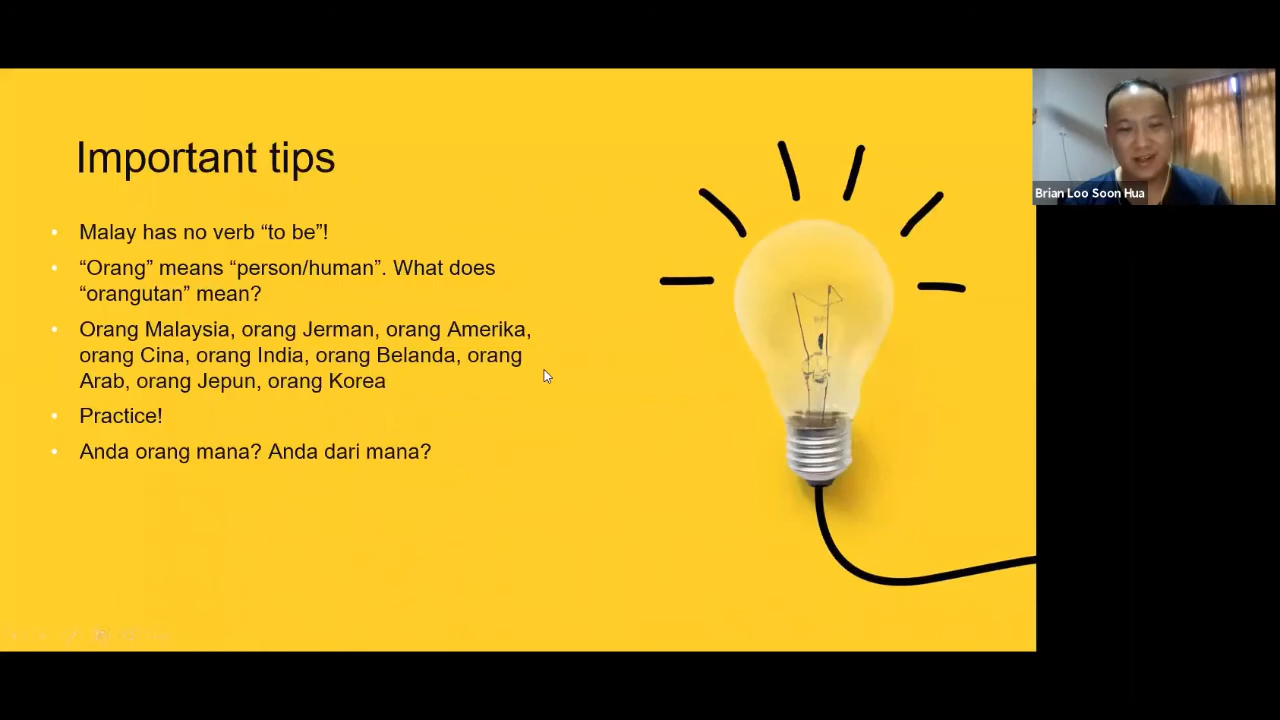 Important tips
Malay has no verb “to be”!
“Orang” means “person/human”. What does
“orangutan” mean?
Orang Malaysia, orang Jerman, orang Amerika,
orang Cina, orang India, orang Belanda, orang
Arab, orang Jepun, orang Korea
Practice!
Anda orang mana? Anda dari mana?
Brian Loo Soon Hua